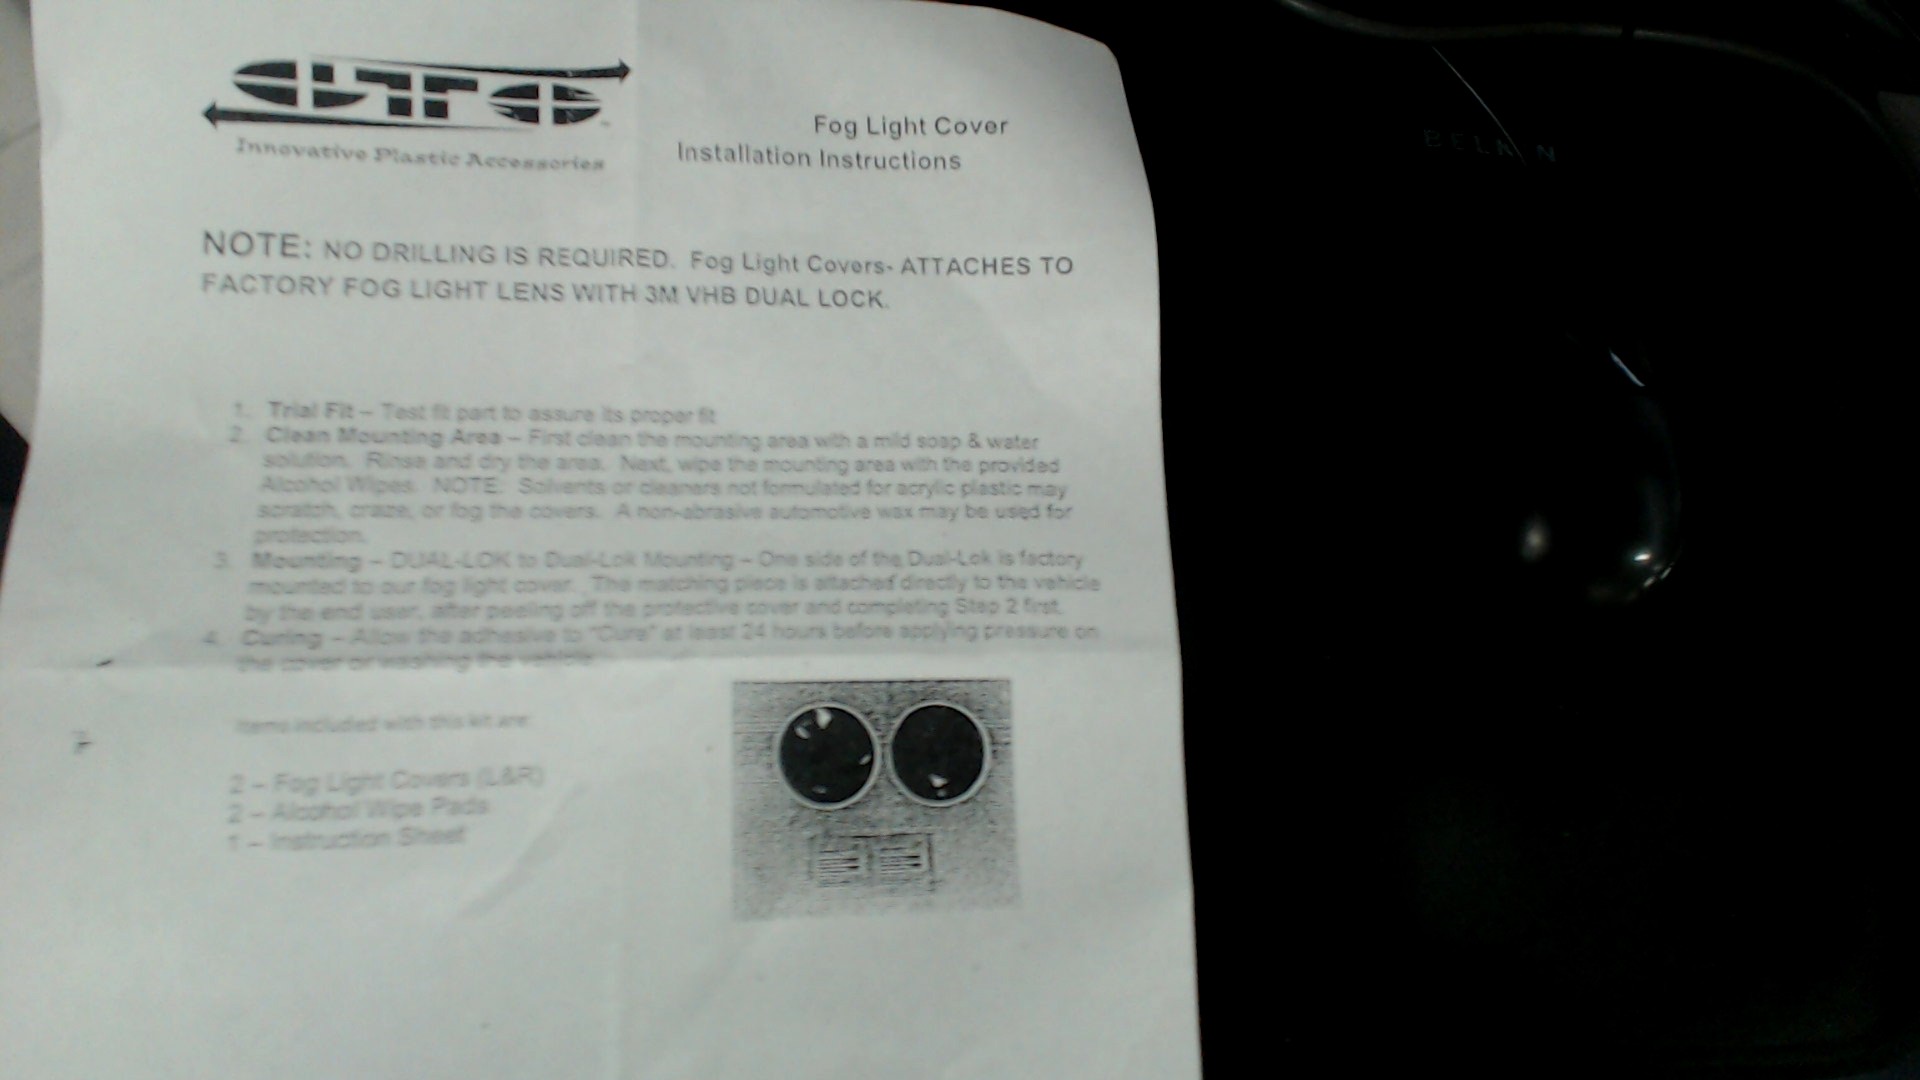 GTS
Innovative Plastic Accessories
Fog Light Cover
Installation Instructions
NOTE: NO DRILLING IS REQUIRED. Fog Light Covers- ATTACHES TO
FACTORY FOG LIGHT LENS WITH 3M VHB DUAL LOCK.
1. Trial Fit – Test fit part to assure its proper fit
2. Clean Mounting Area – First clean the mounting area with a mild soap & water
solution. Rinse and dry the area. Next, wipe the mounting area with the provided
Alcohol Wipes. NOTE: Solvents or cleaners not formulated for acrylic plastic may
scratch, craze, or fog the covers. A non-abrasive automotive wax may be used for
protection.
3. Mounting – DUAL-LOK to Dual-Lok Mounting – One side of the Dual-Lok is factory
mounted to our fog light cover. The matching piece is attached directly to the vehicle
by the end user, after peeling off the protective cover and completing Step 2 first.
4. Curing – Allow the adhesive to "Cure" at least 24 hours before applying pressure on
the cover or washing the vehicle.
Items included with this kit are:
2 – Fog Light Covers (L&R)
2 – Alcohol Wipe Pads
1 – Instruction Sheet
BELKIN